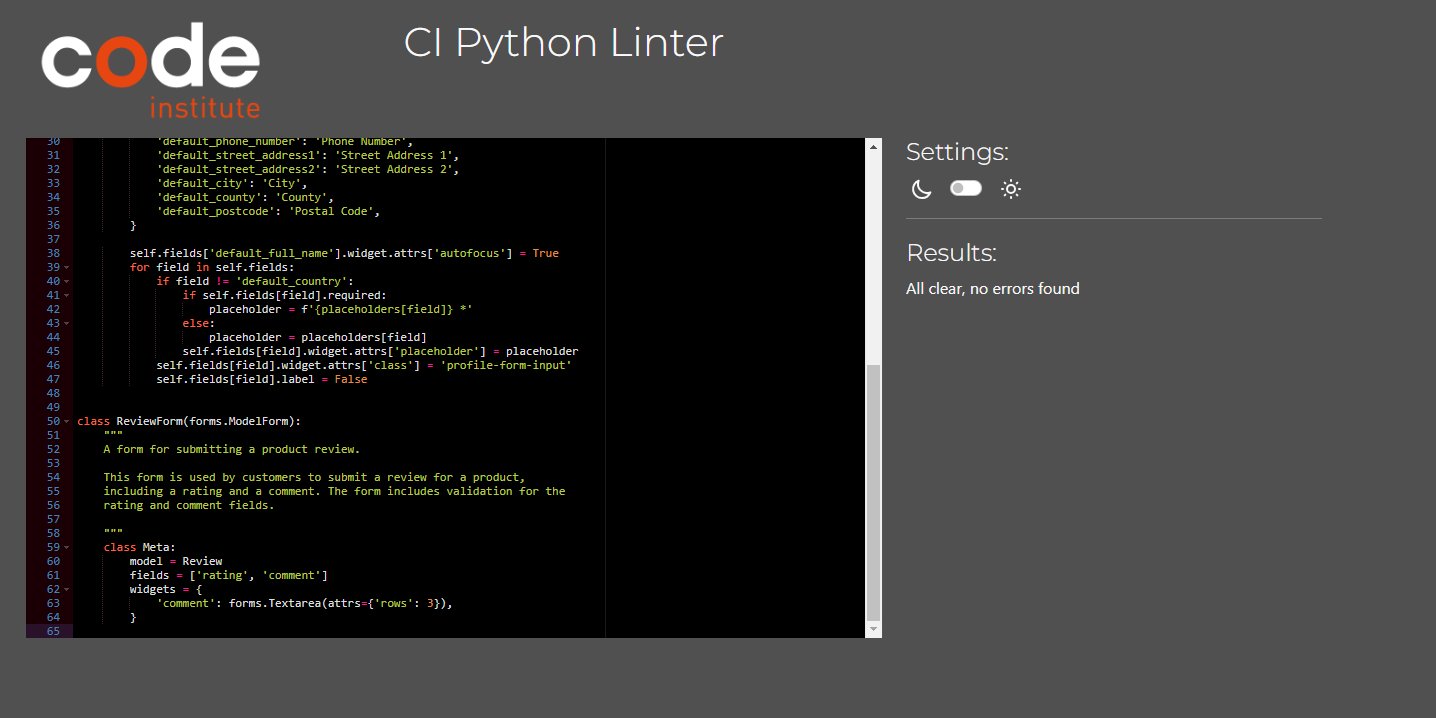 code
institute
CI Python Linter
30 'default_phone_number': 'Phone Number',
31 'default_street_address1': 'Street Address 1',
32 'default_street_address2': 'Street Address 2',
33 'default_city': 'City',
34 'default_county': 'County',
35 'default_postcode': 'Postal Code',
36 }
37
38 self.fields['default_full_name'].widget.attrs['autofocus'] = True
39 for field in self.fields:
40 if field != 'default_country':
41 if self.fields[field].required:
42 placeholder = f'{placeholders[field]} *'
43 else:
44 placeholder = placeholders[field]
45 self.fields[field].widget.attrs['placeholder'] = placeholder
46 self.fields[field].widget.attrs['class'] = 'profile-form-input'
47 self.fields[field].label = False
48
49
50 class ReviewForm(forms.ModelForm):
51 """
52 A form for submitting a product review.
53
54 This form is used by customers to submit a review for a product,
55 including a rating and a comment. The form includes validation for the
56 rating and comment fields.
57
58 """
59 class Meta:
60 model = Review
61 fields = ['rating', 'comment']
62 widgets = {
63 'comment': forms.Textarea(attrs={'rows': 3}),
64 }
65
Settings:
Results:
All clear, no errors found